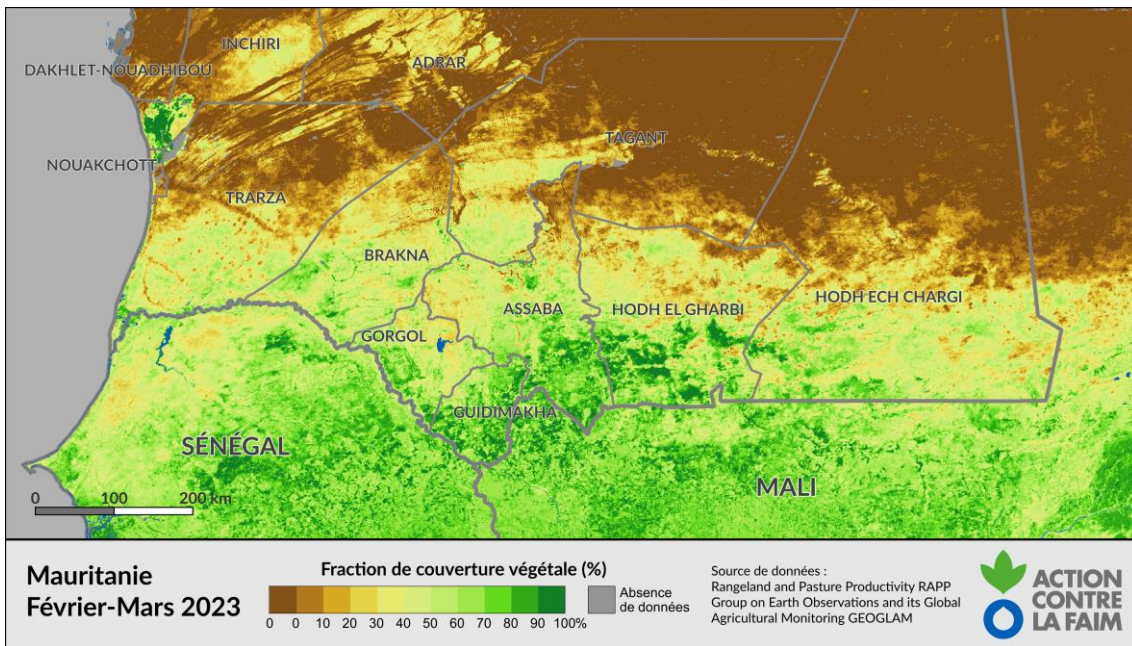 INCHIRI
ADRAR
DAKHLET-NOUADHIBOU
TAGANT
NOUAKCHOTT
TRARZA
BRAKNA
HODH ECH CHARGI
ASSABA
HODH EL GHARBI
GORGOL
GUIDIMAKHA
SÉNÉGAL
MALI
0 100 200 km
Mauritanie
Février-Mars 2023
Fraction de couverture végétale (%)
0 0 10 20 30 40 50 60 70 80 90 100%
Absence
de données
Source de données :
Rangeland and Pasture Productivity RAPP
Group on Earth Observations and its Global
Agricultural Monitoring GEOGLAM
ACTION
CONTRE
LA FAIM